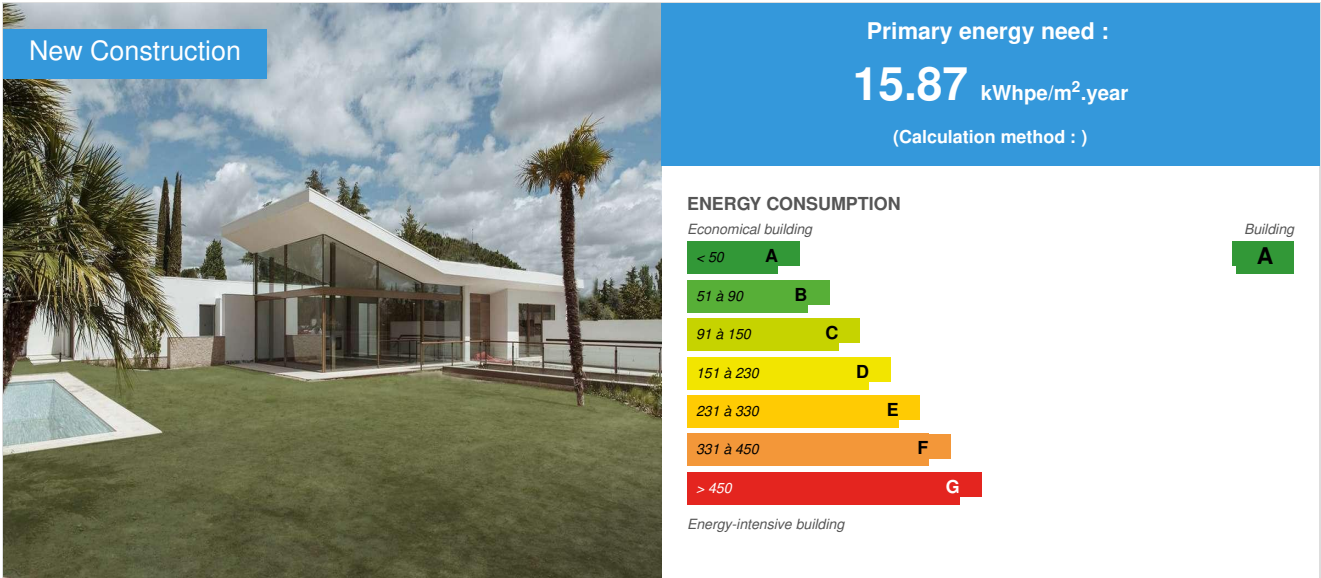 New Construction
Primary energy need :
15.87 kWhpe/m².year
(Calculation method : )
ENERGY CONSUMPTION
Economical building
Building
< 50 A
A
51 à 90 B
91 à 150 C
151 à 230 D
231 à 330 E
331 à 450 F
> 450 G
Energy-intensive building